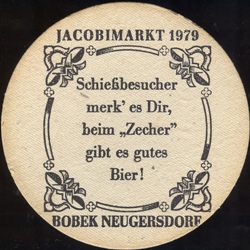 JACOBIMARKT 1979
Schießbesucher
merk' es Dir,
beim „Zecher"
gibt es gutes
Bier!
BOBEK NEUGERSDORF